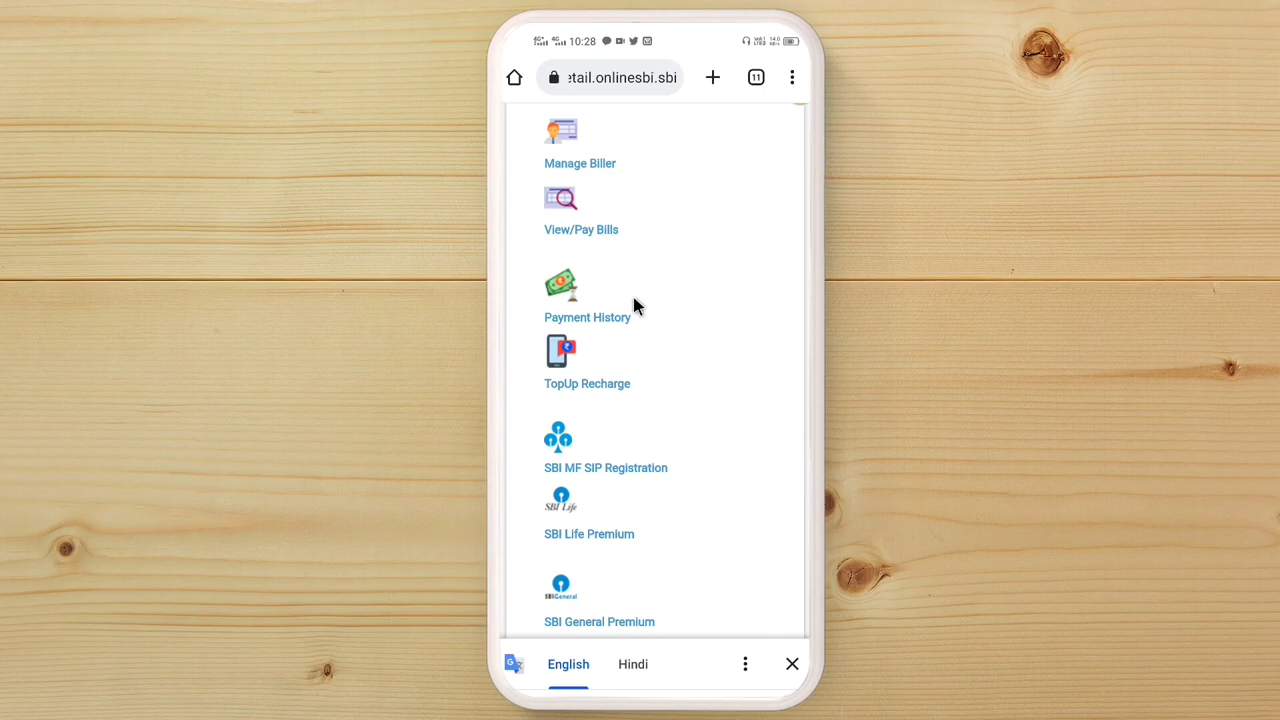 10:28
etail.onlinesbi.sbi
11
Manage Biller
View/Pay Bills
Payment History
TopUp Recharge
SBI MF SIP Registration
SBI Life
SBI Life Premium
SBI General
SBI General Premium
English
Hindi